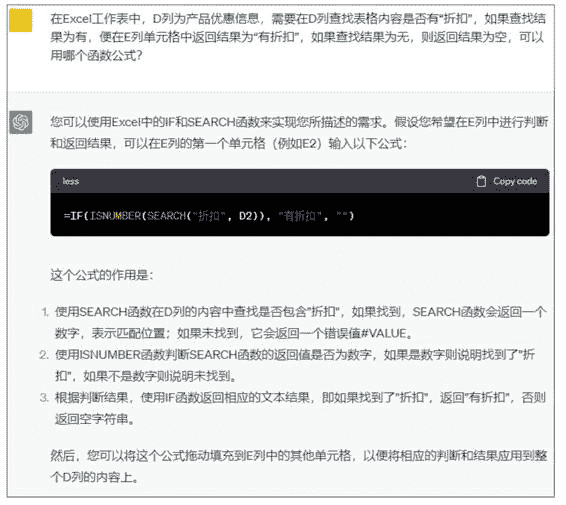 在Excel工作表中，D列为产品优惠信息，需要在D列查找表格内容是否有“折扣”，如果查找结
果为有，便在E列单元格中返回结果为“有折扣”，如果查找结果为无，则返回结果为空，可以
用哪个函数公式？
您可以使用Excel中的IF和SEARCH函数来实现您所描述的需求。假设您希望在E列中进行判断
和返回结果，可以在E列的第一个单元格（例如E2）输入以下公式：
less Copy code
=IF(ISNUMBER(SEARCH("折扣", D2)), "有折扣", "")
这个公式的作用是：
1. 使用SEARCH函数在D列的内容中查找是否包含"折扣"，如果找到，SEARCH函数会返回一个
数字，表示匹配位置；如果未找到，它会返回一个错误值#VALUE。
2. 使用ISNUMBER函数判断SEARCH函数的返回值是否为数字，如果是数字则说明找到了"折
扣"，如果不是数字则说明未找到。
3. 根据判断结果，使用IF函数返回相应的文本结果，即如果找到了"折扣"，返回"有折扣"，否则
返回空字符串。
然后，您可以将这个公式拖动填充到E列中的其他单元格，以便将相应的判断和结果应用到整
个D列的内容上。